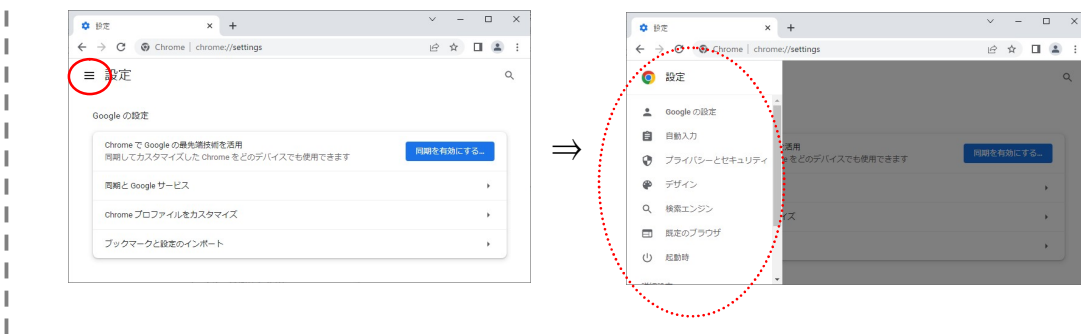 設定
Chrome | chrome://settings
設定
Google の設定
Chrome で Google の最先端技術を活用
同期してカスタマイズした Chrome をどのデバイスでも使用できます
同期を有効にする...
同期と Google サービス
Chrome プロファイルをカスタマイズ
ブックマークと設定のインポート
⇒
設定
Chrome | chrome://settings
設定
Google の設定
自動入力
プライバシーとセキュリティ
デザイン
検索エンジン
既定のブラウザ
起動時
活用
をどのデバイスでも使用できます
同期を有効にする...
イズ